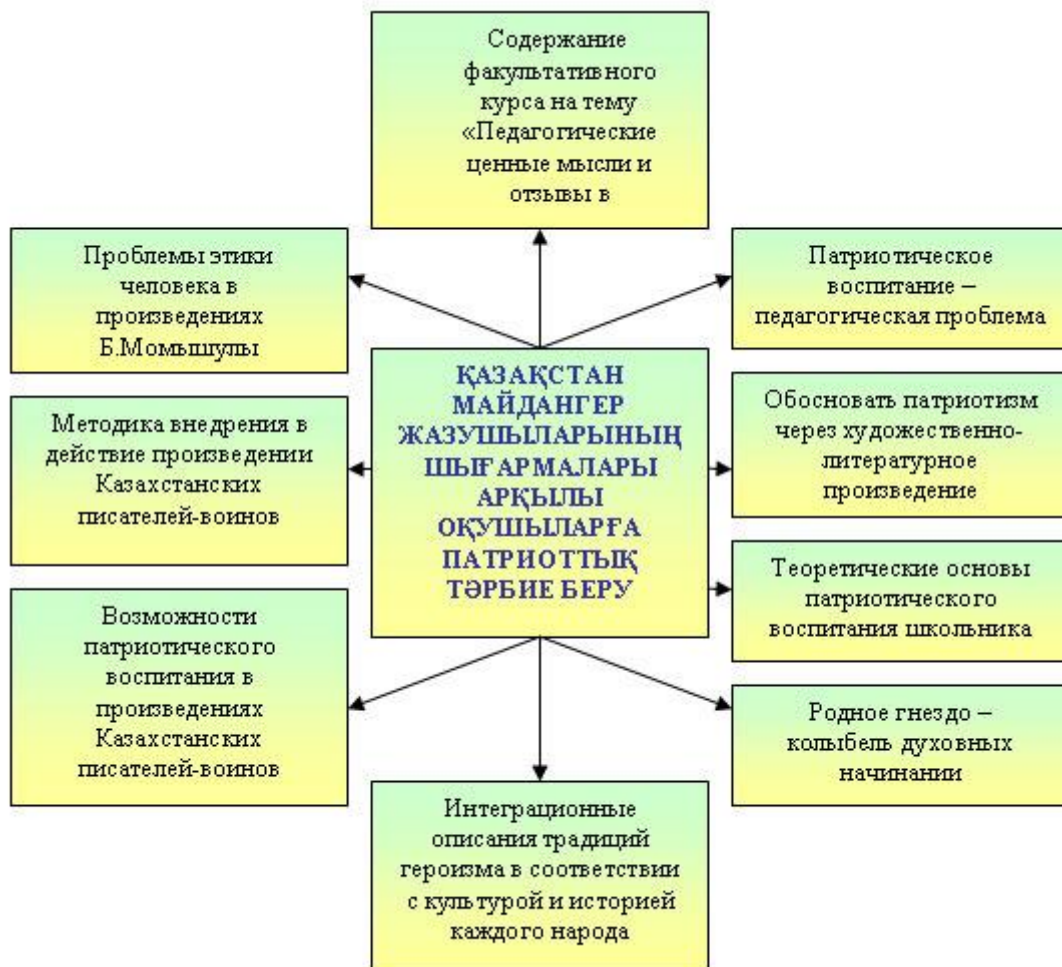 Содержание
факультативного
курса на тему
«Педагогические
ценные мысли и
отзывы в
Проблемы этики
человека в
произведениях
Б.Момышулы
Патриотическое
воспитание –
педагогическая проблема
ҚАЗАҚСТАН
МАЙДАНГЕР
ЖАЗУШЫЛАРЫНЫҢ
ШЫҒАРМАЛАРЫ
АРҚЫЛЫ
ОҚУШЫЛАРҒА
ПАТРИОТТЫҚ
ТӘРБИЕ БЕРУ
Методика внедрения в
действие произведении
Казахстанских
писателей-воинов
Обосновать патриотизм
через художественно-
литературное
произведение
Теоретические основы
патриотического
воспитания школьника
Возможности
патриотического
воспитания в
произведениях
Казахстанских
писателей-воинов
Родное гнездо –
колыбель духовных
начинании
Интеграционные
описания традиций
героизма в соответствии
с культурой и историей
каждого народа